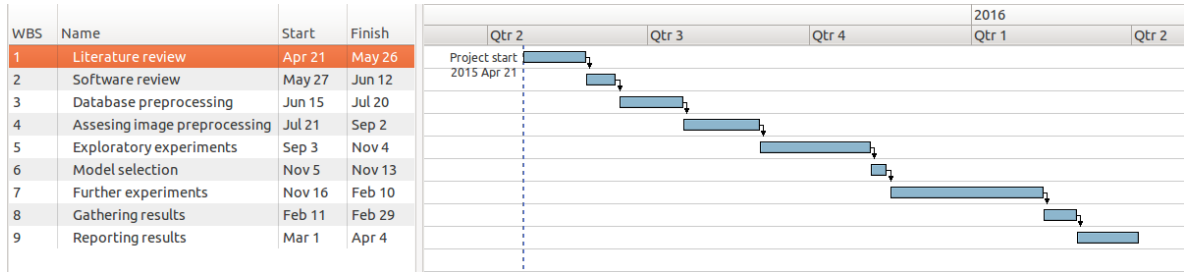 2016
WBS Name Start Finish Qtr 2 Qtr 3 Qtr 4 Qtr 1 Qtr 2
1 Literature review Apr 21 May 26 Project start
2015 Apr 21
2 Software review May 27 Jun 12
3 Database preprocessing Jun 15 Jul 20
4 Assesing image preprocessing Jul 21 Sep 2
5 Exploratory experiments Sep 3 Nov 4
6 Model selection Nov 5 Nov 13
7 Further experiments Nov 16 Feb 10
8 Gathering results Feb 11 Feb 29
9 Reporting results Mar 1 Apr 4